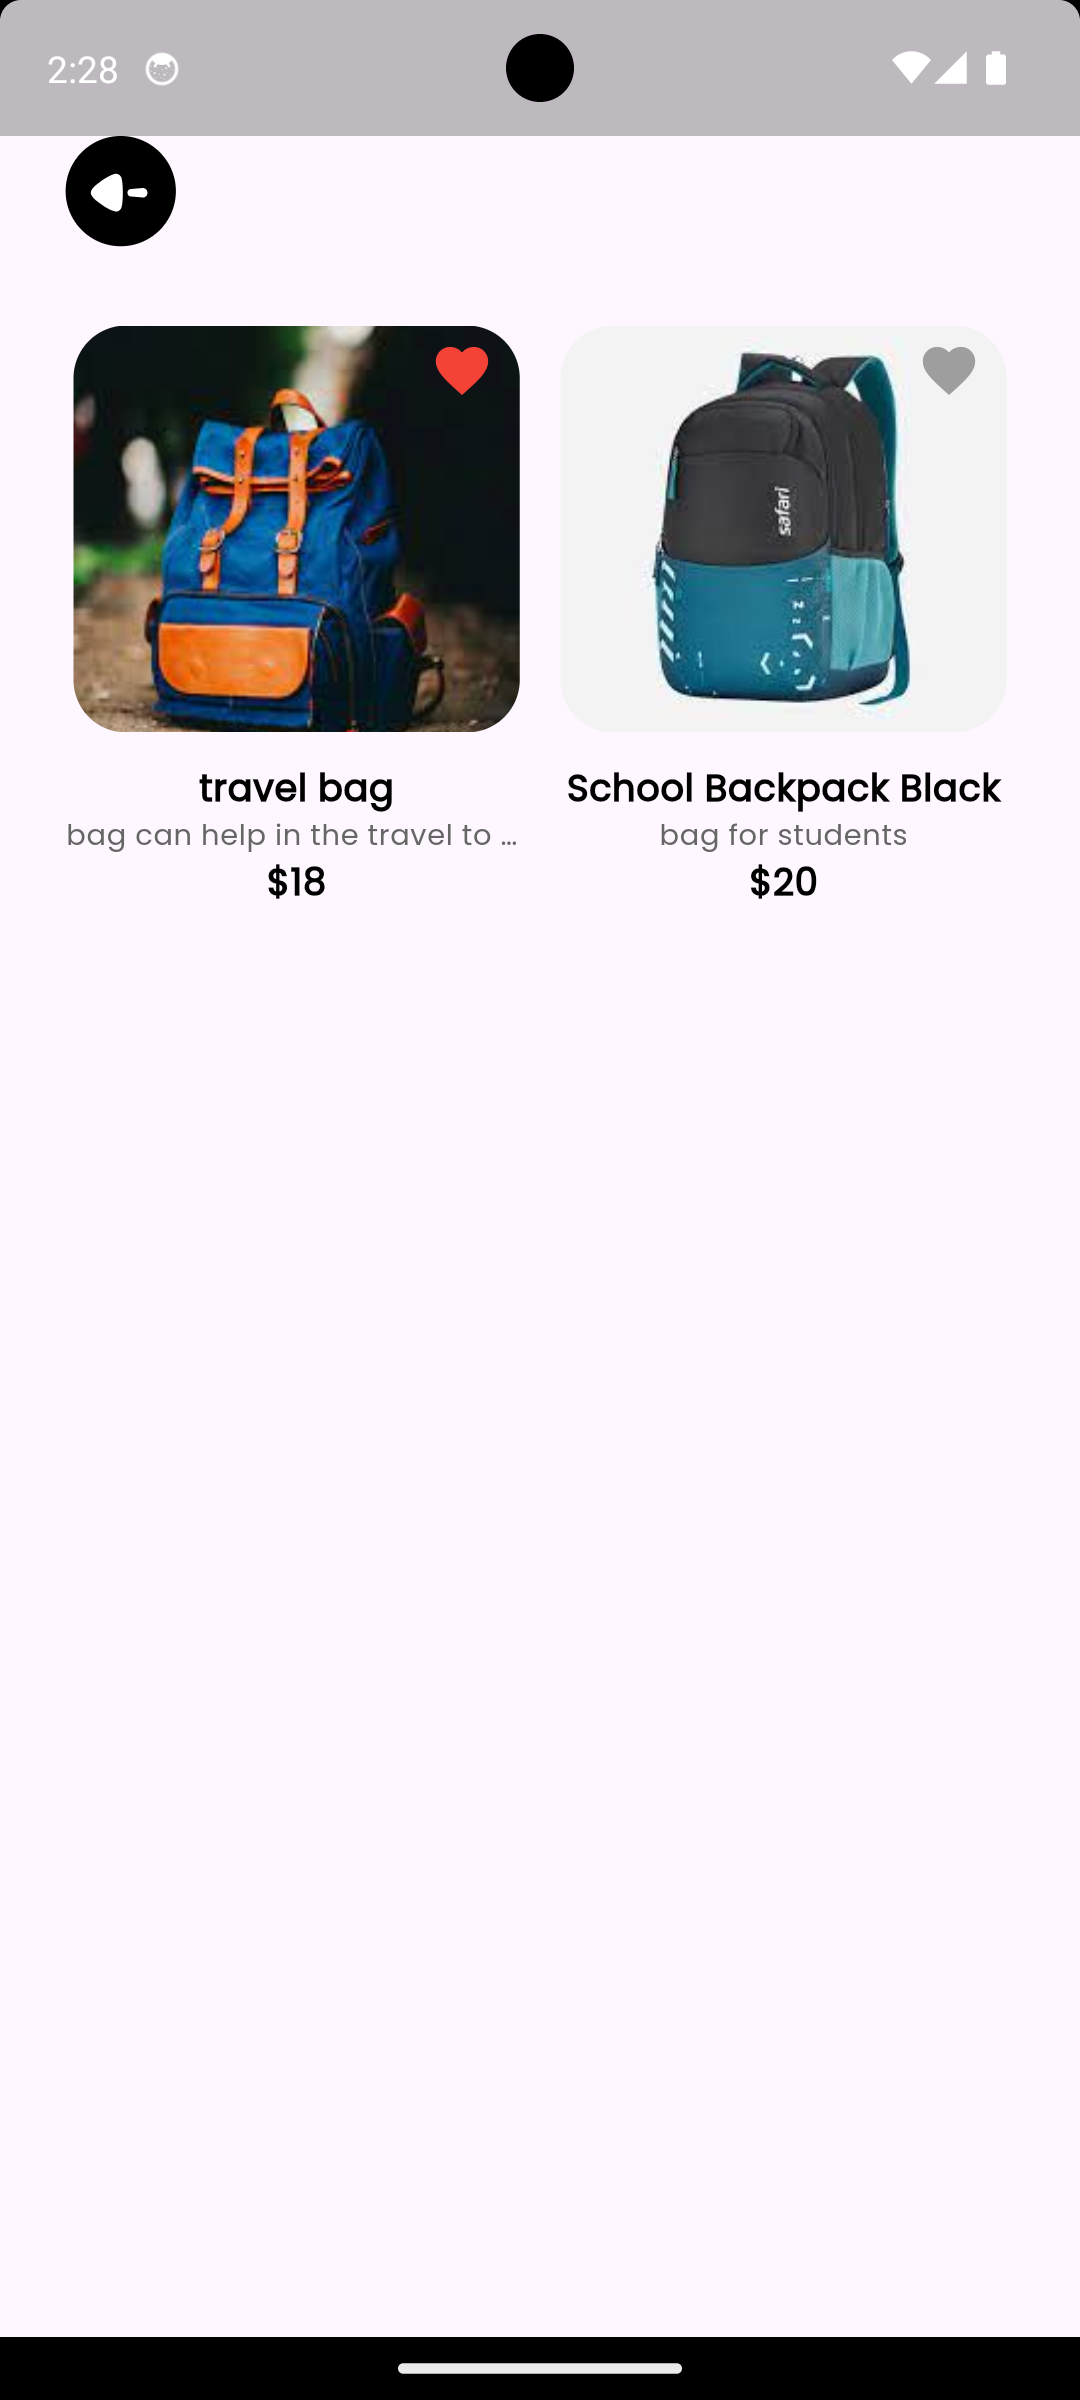 2:28
safari
travel bag
School Backpack Black
bag can help in the travel to ...
bag for students
$18
$20